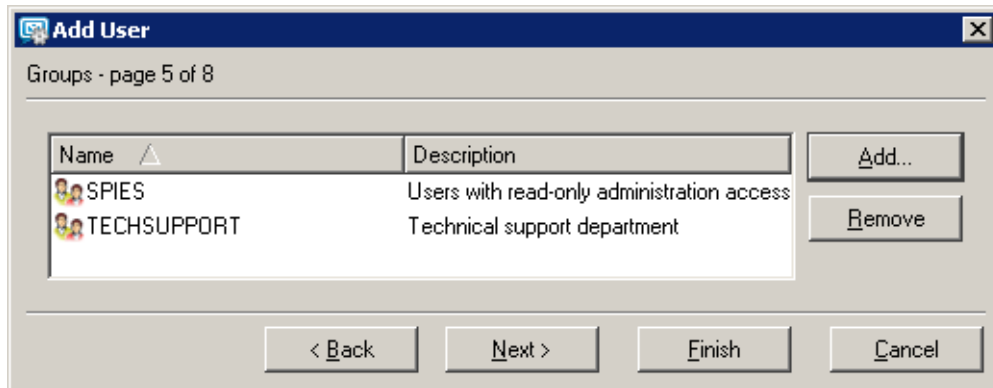 Add User
Groups - page 5 of 8
Name Description
Add...
SPIES Users with read-only administration access
TECHSUPPORT Technical support department
Remove
< Back Next > Finish Cancel